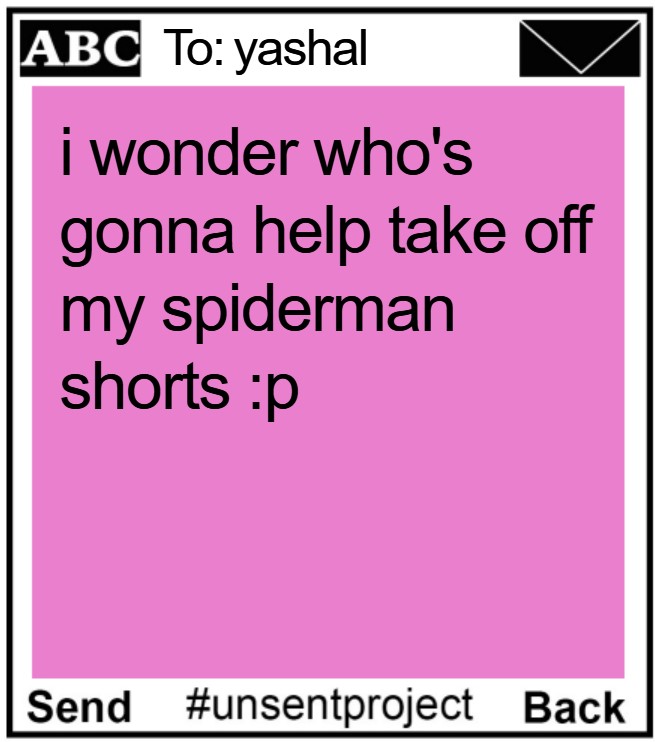 ABC To: yashal
i wonder who's
gonna help take off
my spiderman
shorts :p
Send #unsentproject Back